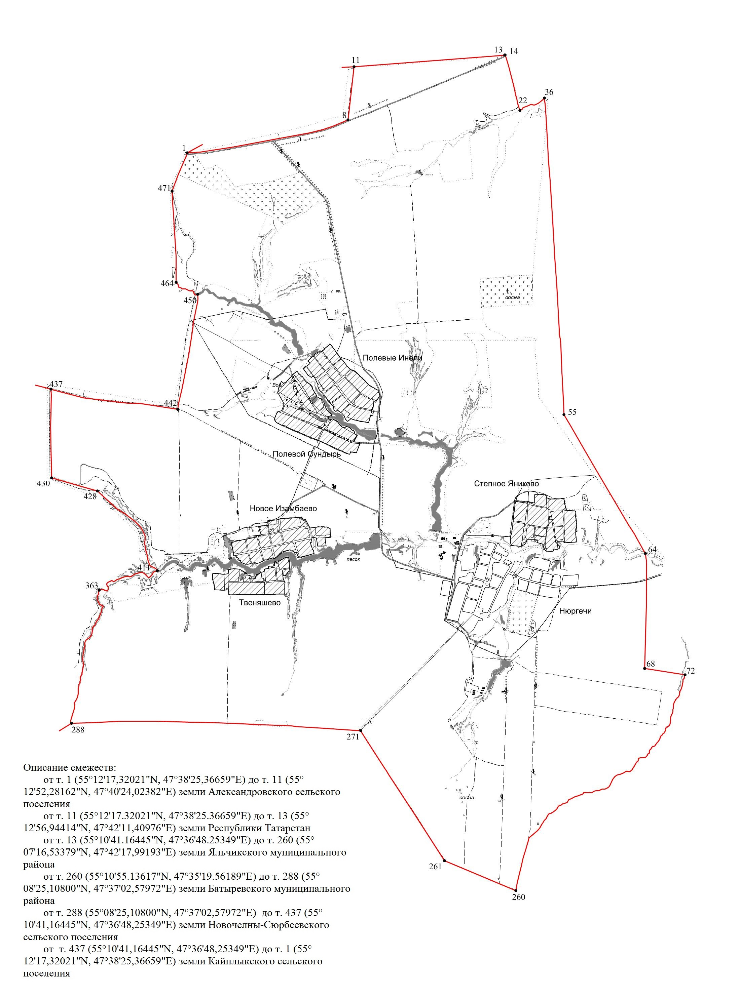 13 14
11
36
22
8
1
471
464
сосна
450
р.Мал.Ерыкла
Полевые Инели
Вод.
437
442
55
Полевой Сундырь
430
Степное Яниково
428
Новое Изамбаево
64
песок
411
363
Твеняшево
Нюргечи
68
72
п.
288
271
п.
сосна
261
260
Описание смежеств:
от т. 1 (55°12'17,32021"N, 47°38'25,36659"E) до т. 11 (55°
12'52,28162"N, 47°40'24,02382"E) земли Александровского сельского
поселения
от т. 11 (55°12'17.32021"N, 47°38'25.36659"E) до т. 13 (55°
12'56,94414"N, 47°42'11,40976"E) земли Республики Татарстан
от т. 13 (55°10'41.16445"N, 47°36'48.25349"E) до т. 260 (55°
07'16,53379"N, 47°42'17,99193"E) земли Яльчикского муниципального
района
от т. 260 (55°10'55.13617"N, 47°35'19.56189"E) до т. 288 (55°
08'25,10800"N, 47°37'02,57972"E) земли Батыревского муниципального
района
от т. 288 (55°08'25,10800"N, 47°37'02,57972"E) до т. 437 (55°
10'41,16445"N, 47°36'48,25349"E) земли Новочелны-Сюрбеевского
сельского поселения
от т. 437 (55°10'41,16445"N, 47°36'48,25349"E) до т. 1 (55°
12'17,32021"N, 47°38'25,36659"E) земли Кайнлыкского сельского
поселения